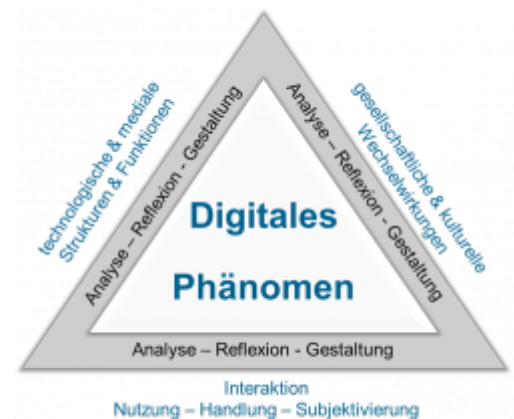 technologische & mediale
Strukturen & Funktionen
Analyse – Reflexion - Gestaltung
gesellschaftliche & kulturelle
Wechselwirkungen
Analyse – Reflexion - Gestaltung
Digitales
Phänomen
Analyse – Reflexion - Gestaltung
Interaktion
Nutzung – Handlung – Subjektivierung